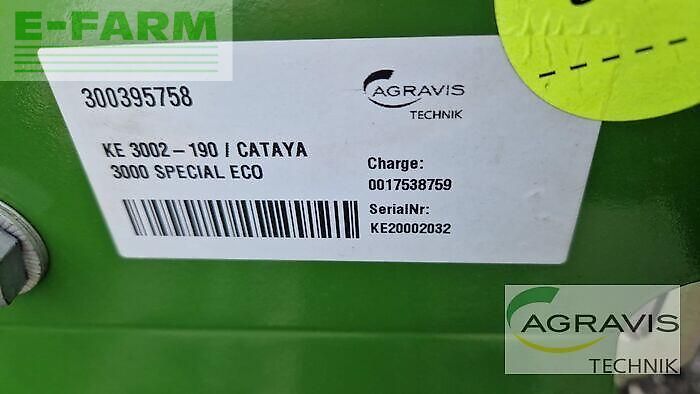 E-FARM
300395758
AGRAVIS
TECHNIK
KE 3002-190 / CATAYA
3000 SPECIAL ECO
Charge:
0017538759
SerialNr:
KE20002032
AGRAVIS
TECHNIK